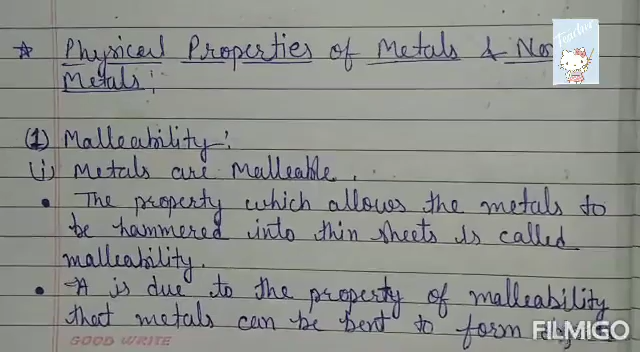 * Physical Properties of Metals & Non
Metals :
(1) Malleability :
(i) Metals are Malleable .
• The property which allows the metals to
be hammered into thin sheets is called
malleability.
• It is due to the property of malleability
that metals can be bent to form
GOOD WRITE
FILMIGO
Teacher